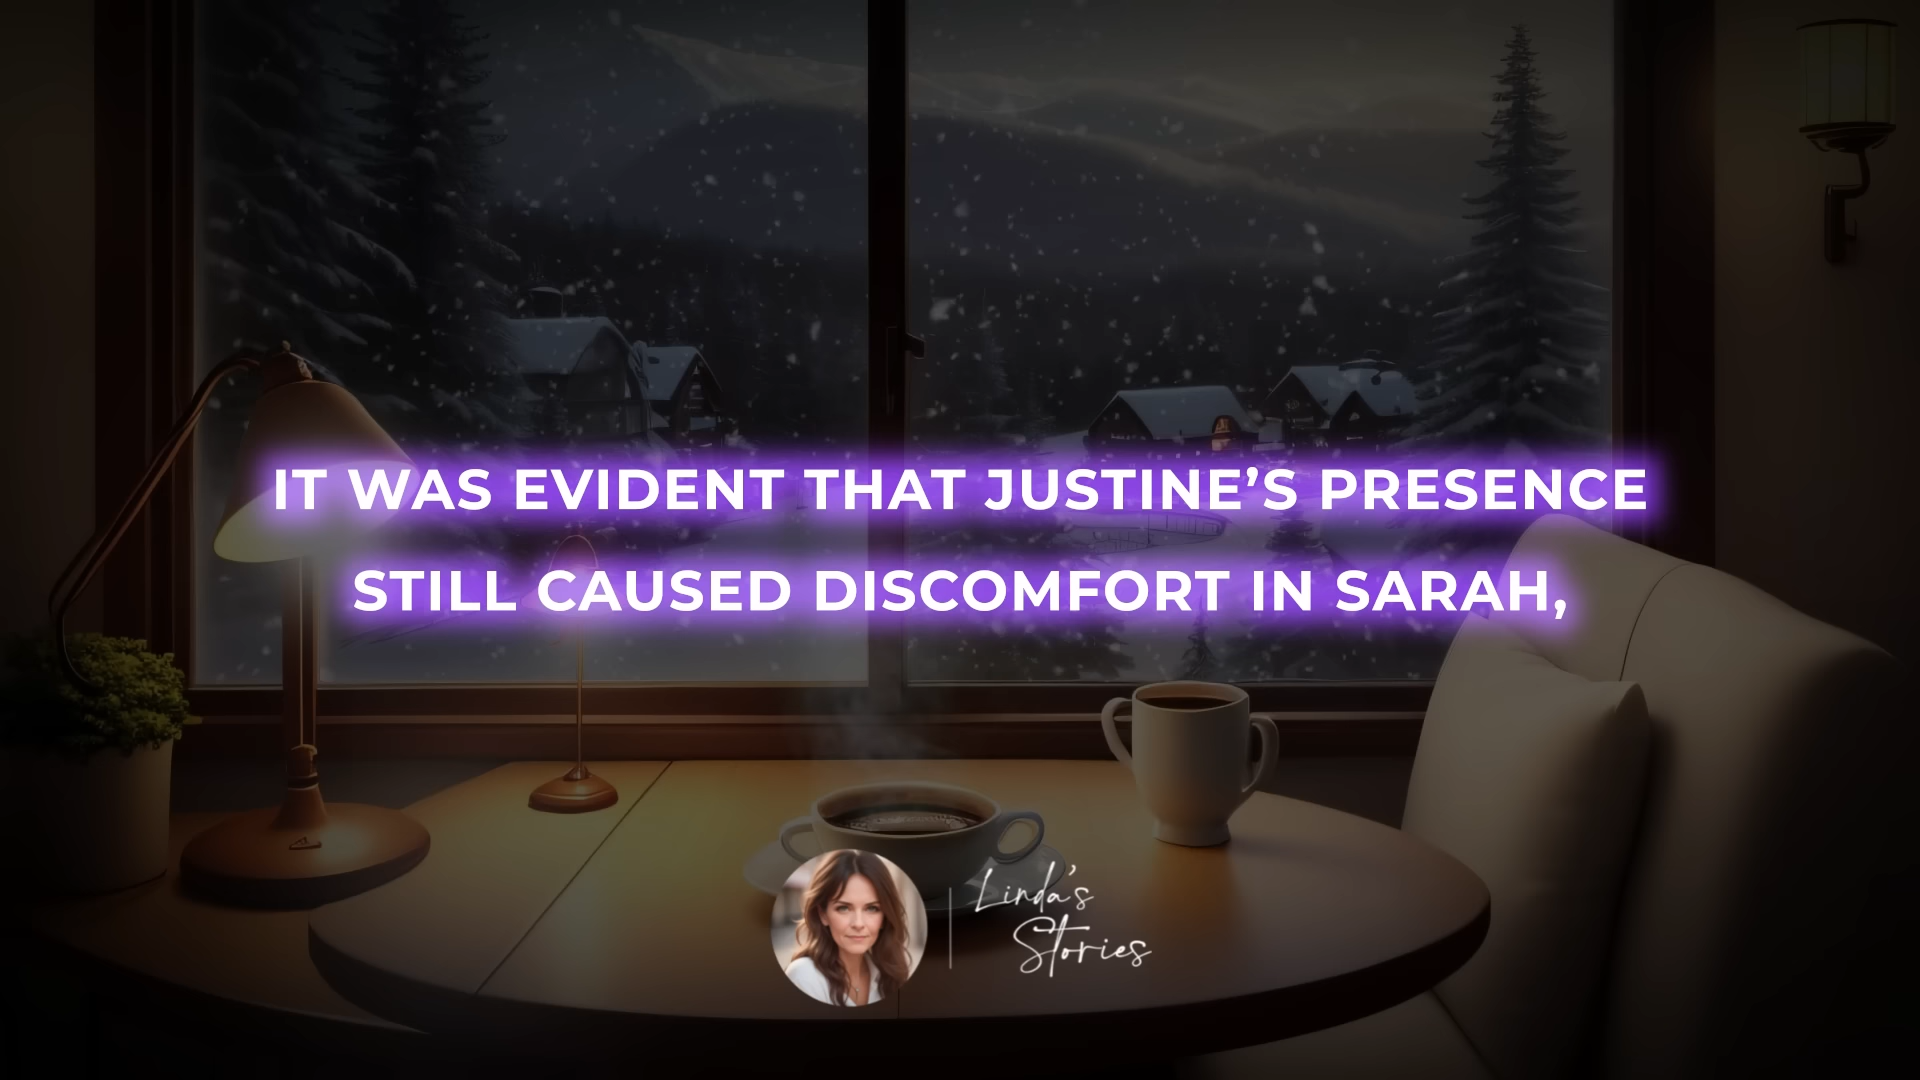 IT WAS EVIDENT THAT JUSTINE’S PRESENCE
STILL CAUSED DISCOMFORT IN SARAH,
Linda's
Stories